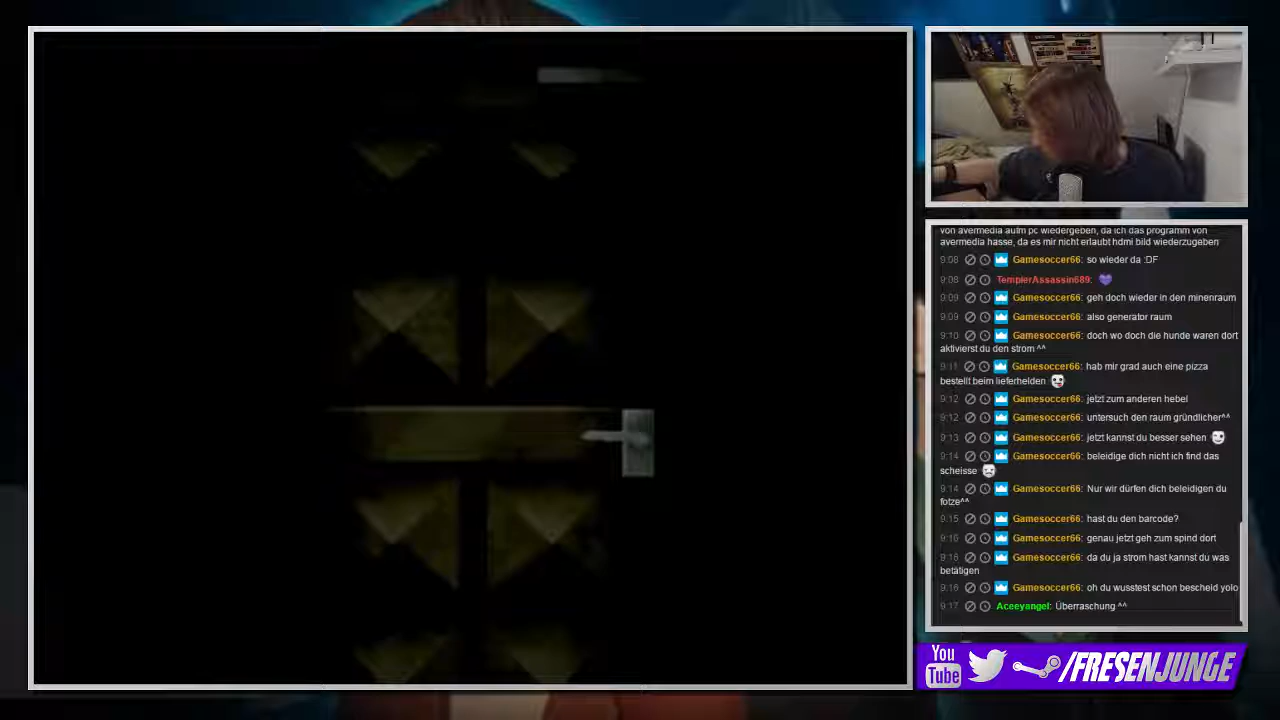 von avermedia aufm pc wiedergeben, da ich das programm von
avermedia hasse, da es mir nicht erlaubt hdmi bild wiederzugeben
9:08 Gamesoccer66: so wieder da :DF
9:08 TemplerAssassin689:
9:09 Gamesoccer66: geh doch wieder in den minenraum
9:09 Gamesoccer66: also generator raum
9:10 Gamesoccer66: doch wo doch die hunde waren dort
aktivierst du den strom ^^
9:11 Gamesoccer66: hab mir grad auch eine pizza
bestellt beim lieferhelden
9:12 Gamesoccer66: jetzt zum anderen hebel
9:12 Gamesoccer66: untersuch den raum gründlicher^^
9:13 Gamesoccer66: jetzt kannst du besser sehen
9:14 Gamesoccer66: beleidige dich nicht ich find das
scheisse
9:14 Gamesoccer66: Nur wir dürfen dich beleidigen du
fotze^^
9:15 Gamesoccer66: hast du den barcode?
9:16 Gamesoccer66: genau jetzt geh zum spind dort
9:16 Gamesoccer66: da du ja strom hast kannst du was
betätigen
9:16 Gamesoccer66: oh du wusstest schon bescheid yolo
9:17 Aceeyangel: Überraschung ^^
You
Tube
/FRESENJUNGE